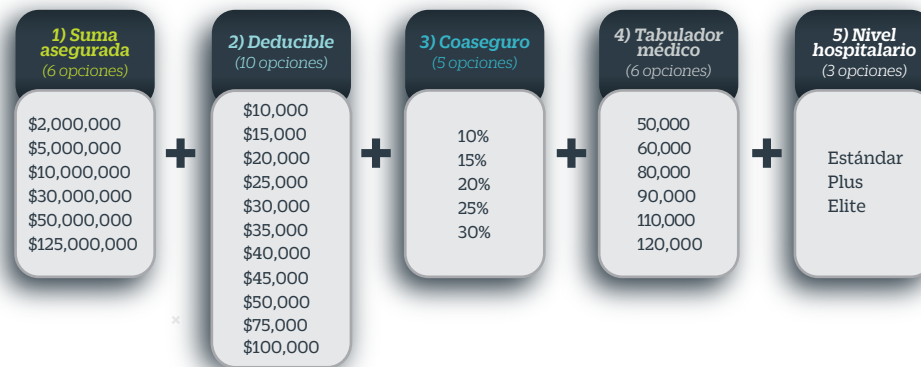 1) Suma
asegurada
(6 opciones)
$2,000,000
$5,000,000
$10,000,000
$30,000,000
$50,000,000
$125,000,000
2) Deducible
(10 opciones)
$10,000
$15,000
$20,000
$25,000
$30,000
$35,000
$40,000
$45,000
$50,000
$75,000
$100,000
3) Coaseguro
(5 opciones)
10%
15%
20%
25%
30%
4) Tabulador
médico
(6 opciones)
50,000
60,000
80,000
90,000
110,000
120,000
5) Nivel
hospitalario
(3 opciones)
Estándar
Plus
Elite